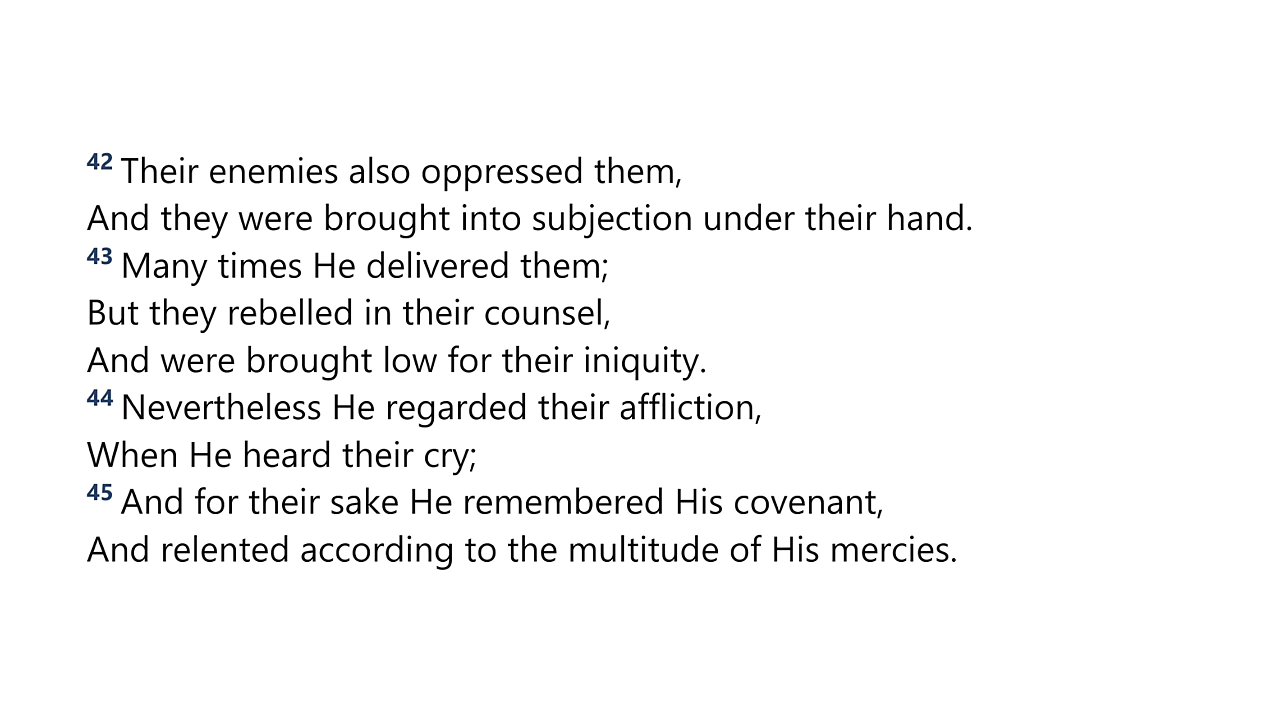 42 Their enemies also oppressed them,
And they were brought into subjection under their hand.
43 Many times He delivered them;
But they rebelled in their counsel,
And were brought low for their iniquity.
44 Nevertheless He regarded their affliction,
When He heard their cry;
45 And for their sake He remembered His covenant,
And relented according to the multitude of His mercies.